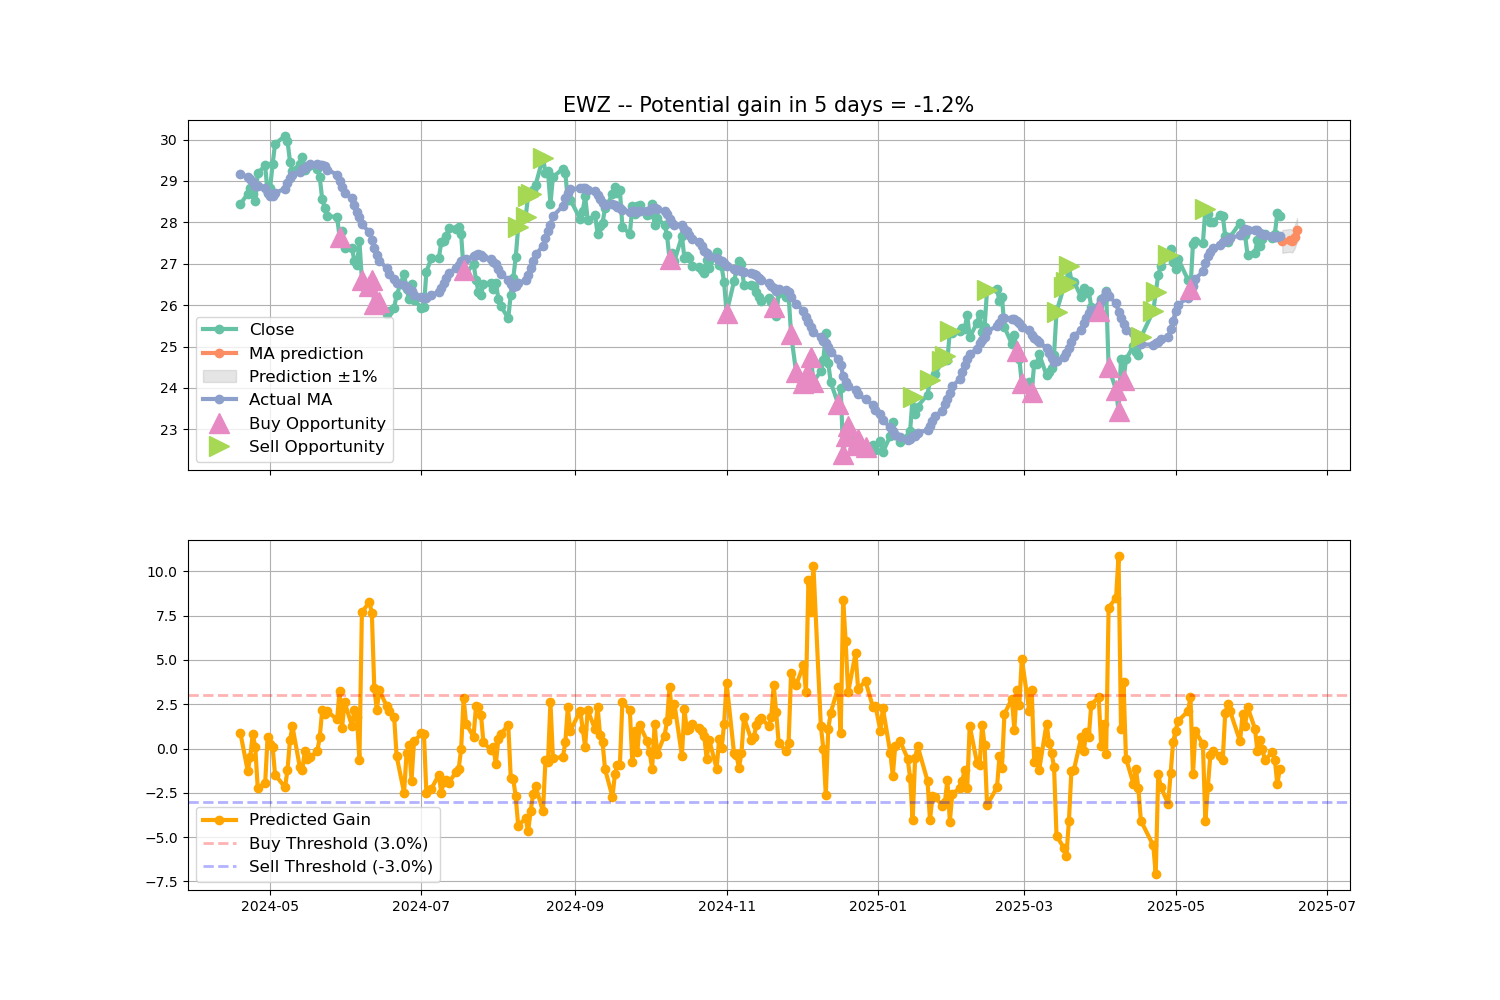 EWZ -- Potential gain in 5 days = -1.2%
30
29
28
27
26
25
24
23
Close
MA prediction
Prediction ±1%
Actual MA
Buy Opportunity
Sell Opportunity
10.0
7.5
5.0
2.5
0.0
−2.5
−5.0
−7.5
Predicted Gain
Buy Threshold (3.0%)
Sell Threshold (-3.0%)
2024-05 2024-07 2024-09 2024-11 2025-01 2025-03 2025-05 2025-07